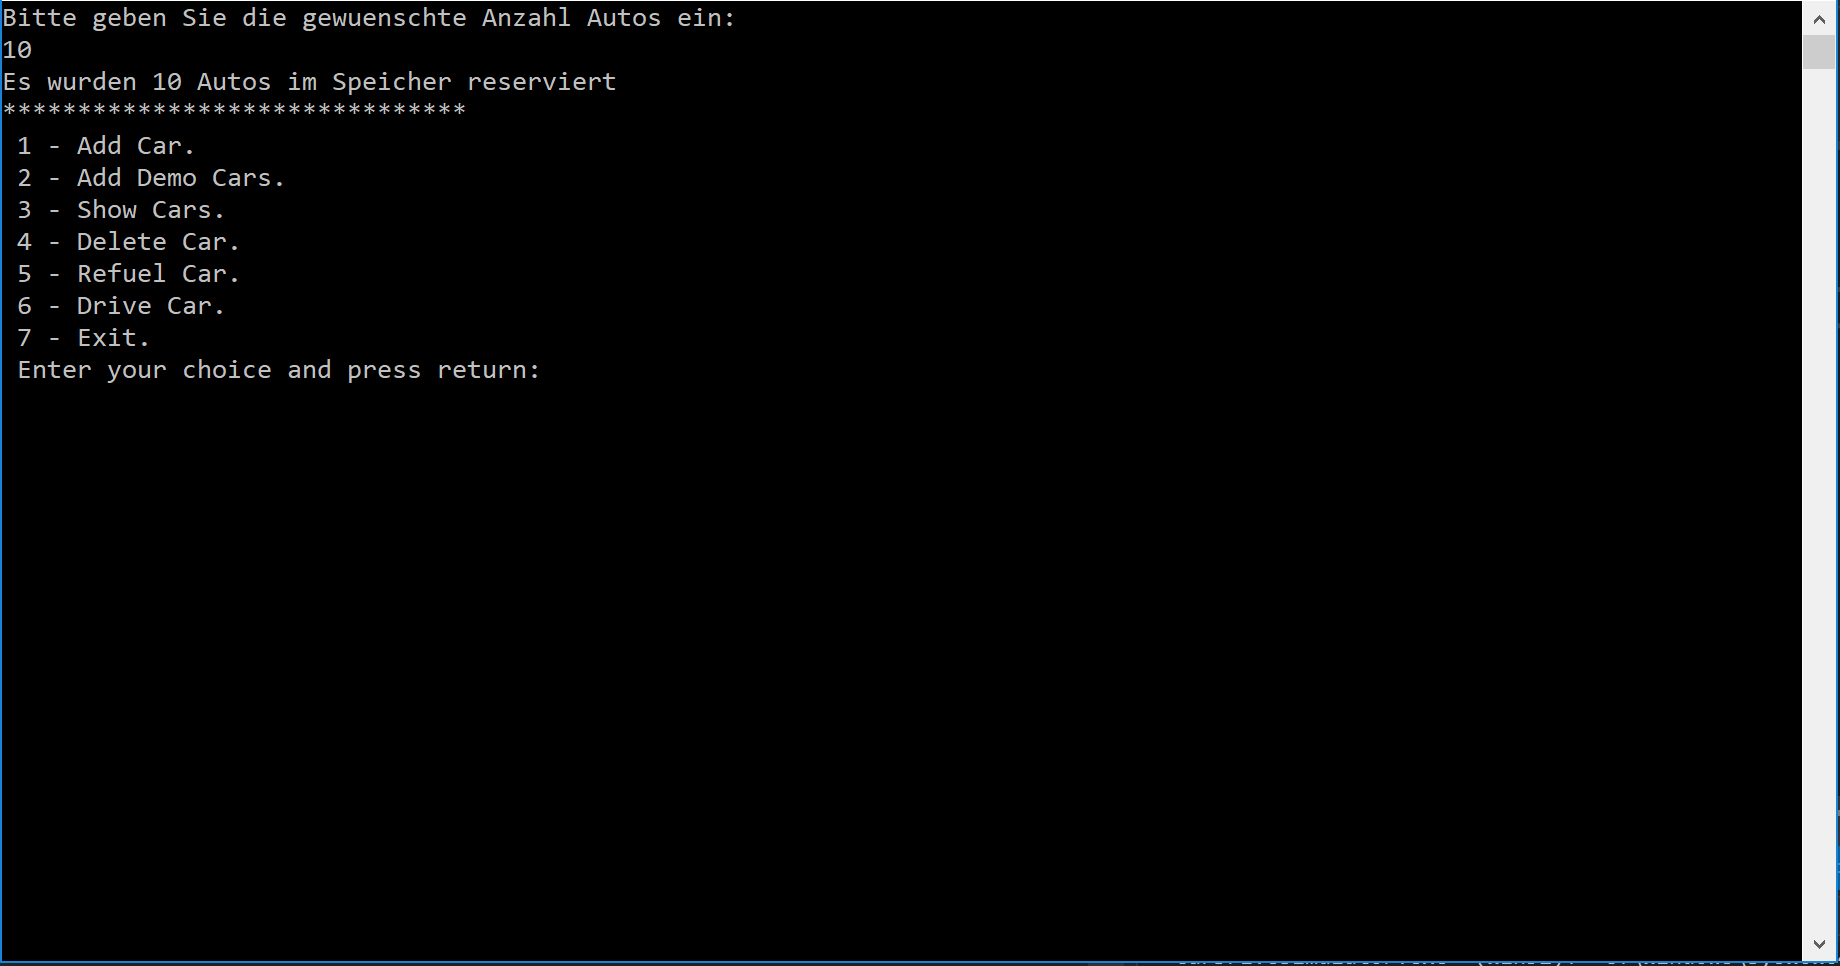 Bitte geben Sie die gewuenschte Anzahl Autos ein:
10
Es wurden 10 Autos im Speicher reserviert
*******************************
1 - Add Car.
2 - Add Demo Cars.
3 - Show Cars.
4 - Delete Car.
5 - Refuel Car.
6 - Drive Car.
7 - Exit.
Enter your choice and press return: